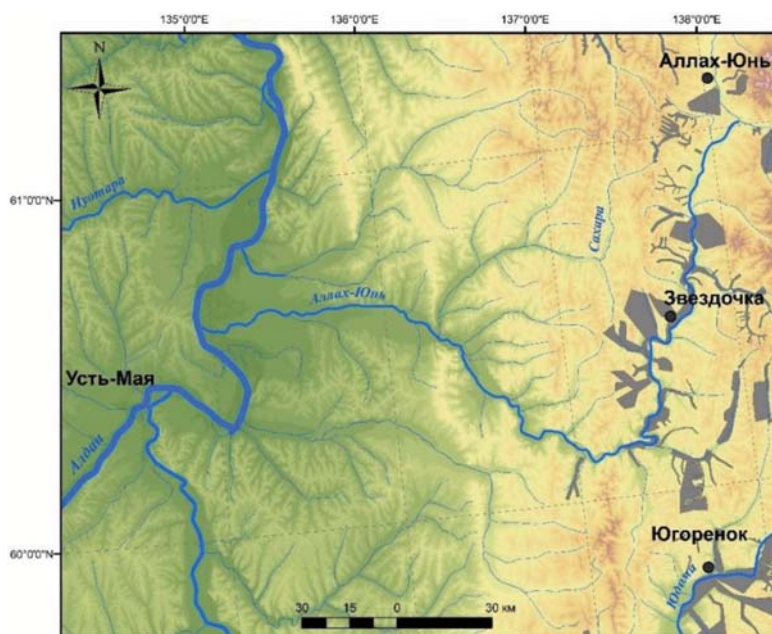 135°0'0"E 136°0'0"E 137°0'0"E 138°0'0"E
N
Аллах-Юнь
61°0'0"N
Нуотара
Сахара
Аллах-Юнь
Звездочка
Усть-Мая
Алдан
60°0'0"N
Югоренок
Юдома
30 15 0 30 км